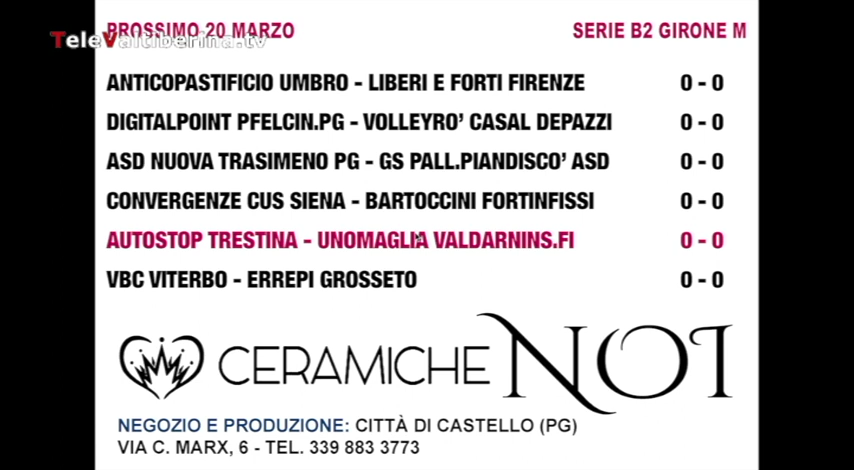 PROSSIMO 20 MARZO SERIE B2 GIRONE M
TeleValtiberina.tv
ANTICOPASTIFICIO UMBRO - LIBERI E FORTI FIRENZE 0 - 0
DIGITALPOINT PFELCIN.PG - VOLLEYRO’ CASAL DEPAZZI 0 - 0
ASD NUOVA TRASIMENO PG - GS PALL.PIANDISCO’ ASD 0 - 0
CONVERGENZE CUS SIENA - BARTOCCINI FORTINFISSI 0 - 0
AUTOSTOP TRESTINA - UNOMAGLIA VALDARNINS.FI 0 - 0
VBC VITERBO - ERREPI GROSSETO 0 - 0
CERAMICHE NOI
NEGOZIO E PRODUZIONE: CITTÀ DI CASTELLO (PG)
VIA C. MARX, 6 - TEL. 339 883 3773